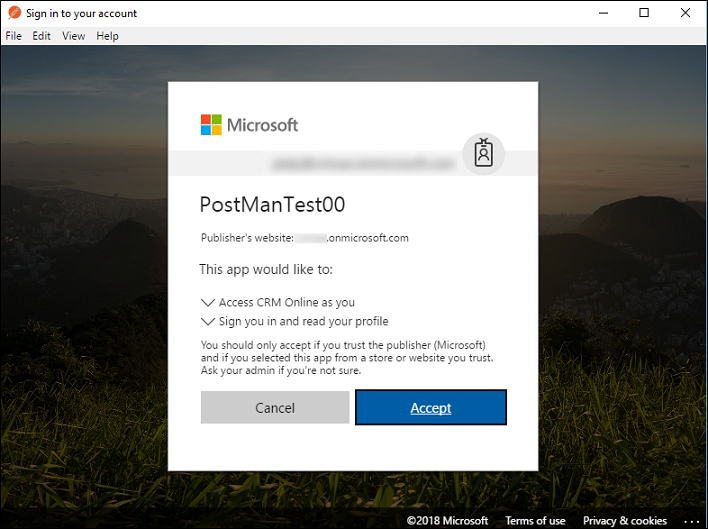 Sign in to your account
File Edit View Help
Microsoft
PostManTest00
Publisher's website: .onmicrosoft.com
This app would like to:
Access CRM Online as you
Sign you in and read your profile
You should only accept if you trust the publisher (Microsoft)
and if you selected this app from a store or website you trust.
Ask your admin if you're not sure.
Cancel Accept
©2018 Microsoft Terms of use Privacy & cookies ...